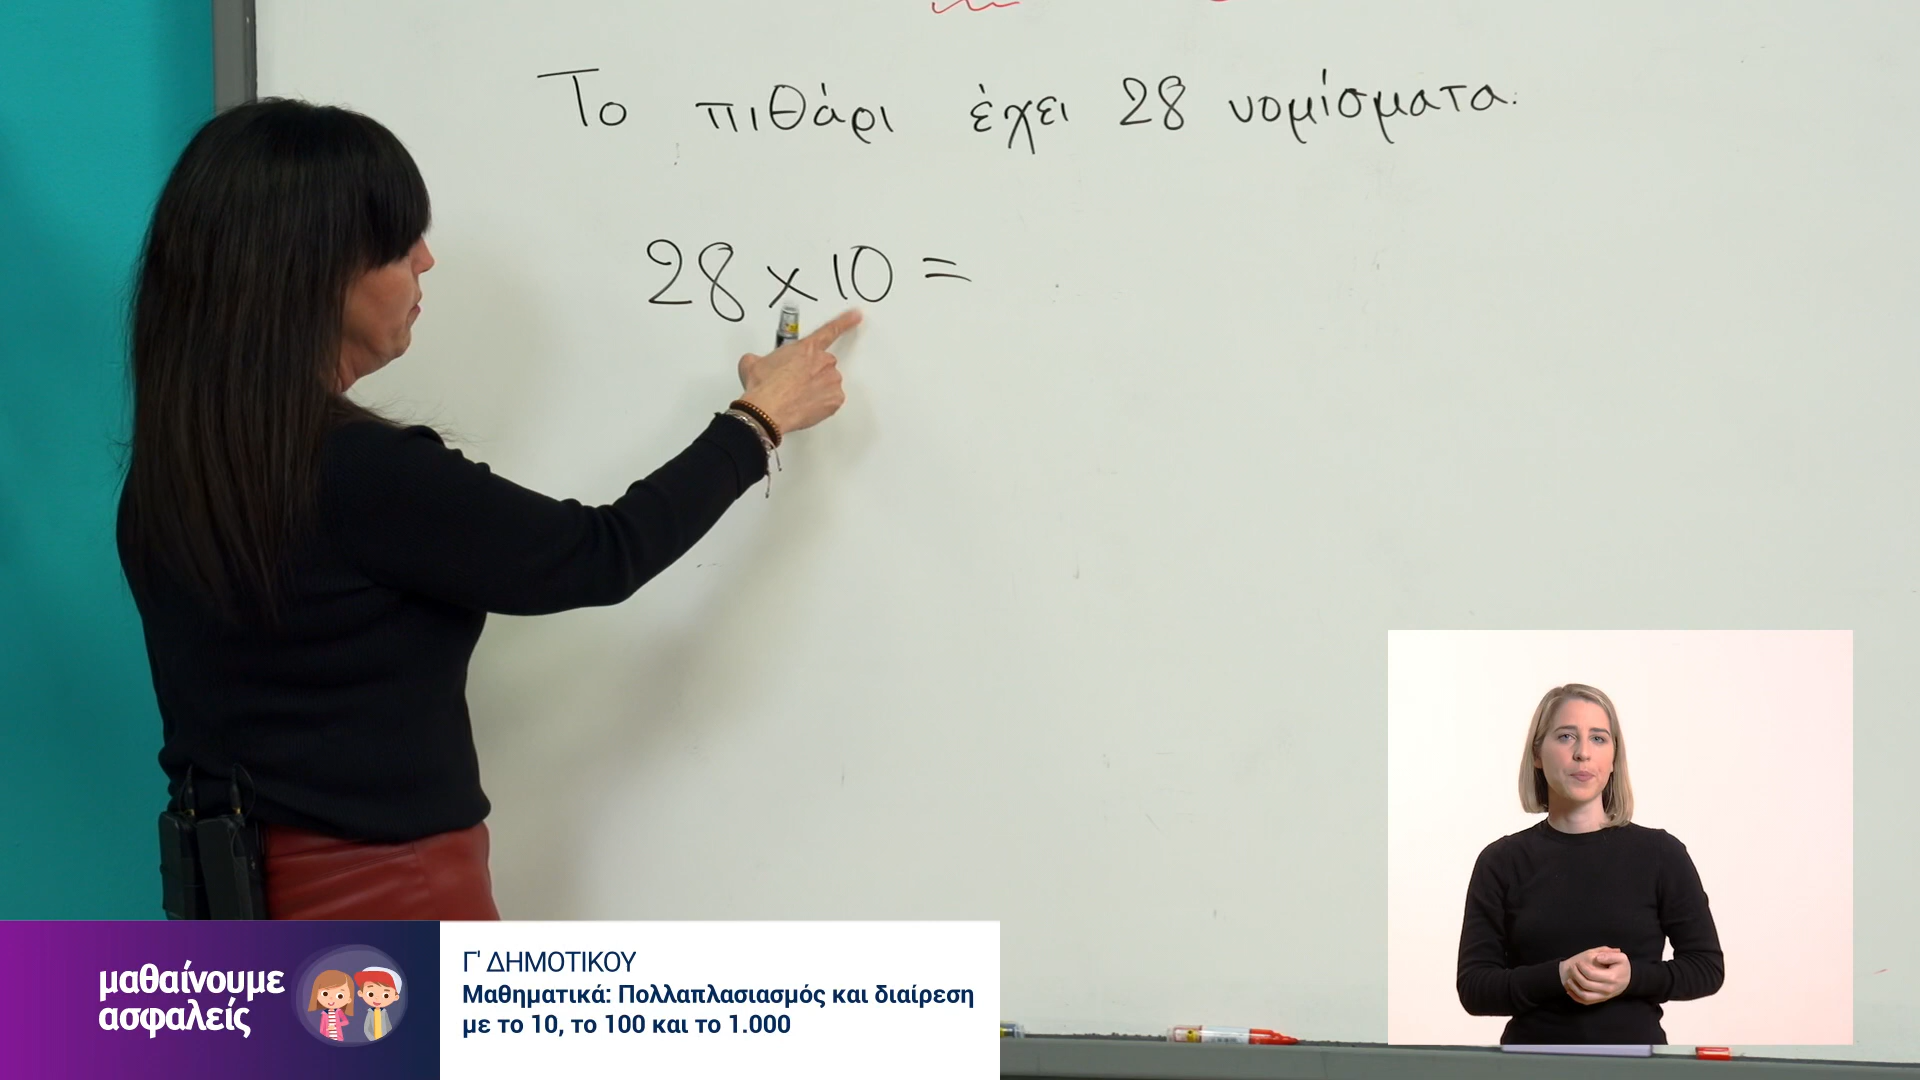 Το πιθάρι έχει 28 νομίσματα.
28 x 10 =
μαθαίνουμε
ασφαλείς
Γ' ΔΗΜΟΤΙΚΟΥ
Μαθηματικά: Πολλαπλασιασμός και διαίρεση
με το 10, το 100 και το 1.000